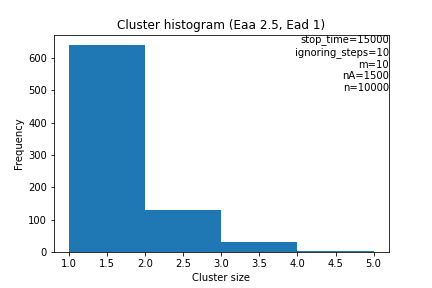 Cluster histogram (Eaa 2.5, Ead 1)
stop_time=15000
ignoring_steps=10
m=10
nA=1500
n=10000
Frequency
600
500
400
300
200
100
0
1.0 1.5 2.0 2.5 3.0 3.5 4.0 4.5 5.0
Cluster size